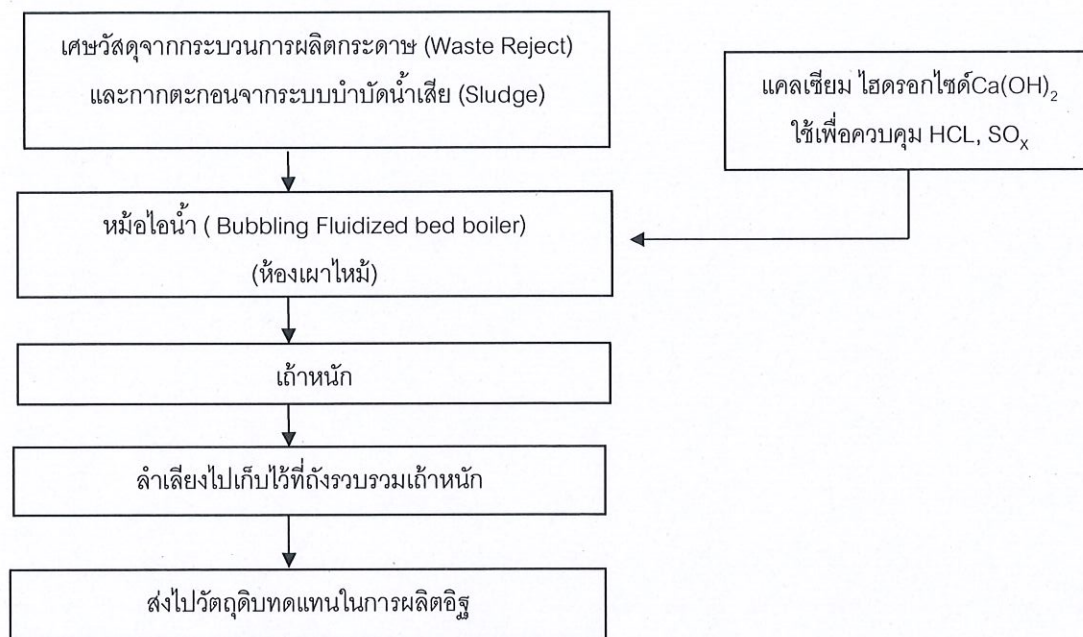 เศษวัสดุจากกระบวนการผลิตกระดาษ (Waste Reject)
และกากตะกอนจากระบบบำบัดน้ำเสีย (Sludge)
แคลเซียม ไฮดรอกไซด์Ca(OH)₂
ใช้เพื่อควบคุม HCL, SOₓ
หม้อไอน้ำ ( Bubbling Fluidized bed boiler)
(ห้องเผาไหม้)
เถ้าหนัก
ลำเลียงไปเก็บไว้ที่ถังรวบรวมเถ้าหนัก
ส่งไปวัตถุดิบทดแทนในการผลิตอิฐ